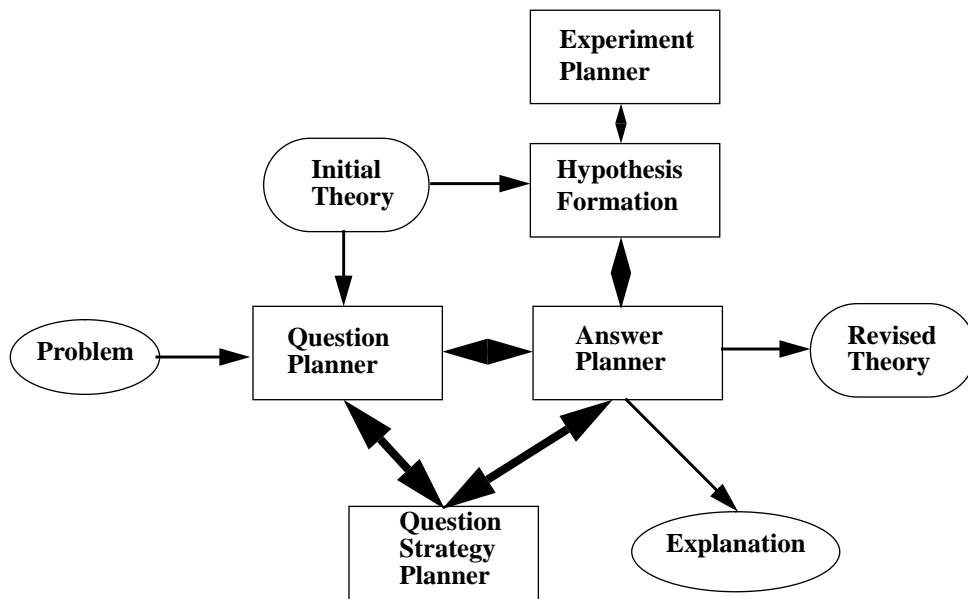 Experiment
Planner
Initial
Theory
Hypothesis
Formation
Problem
Question
Planner
Answer
Planner
Revised
Theory
Question
Strategy
Planner
Explanation